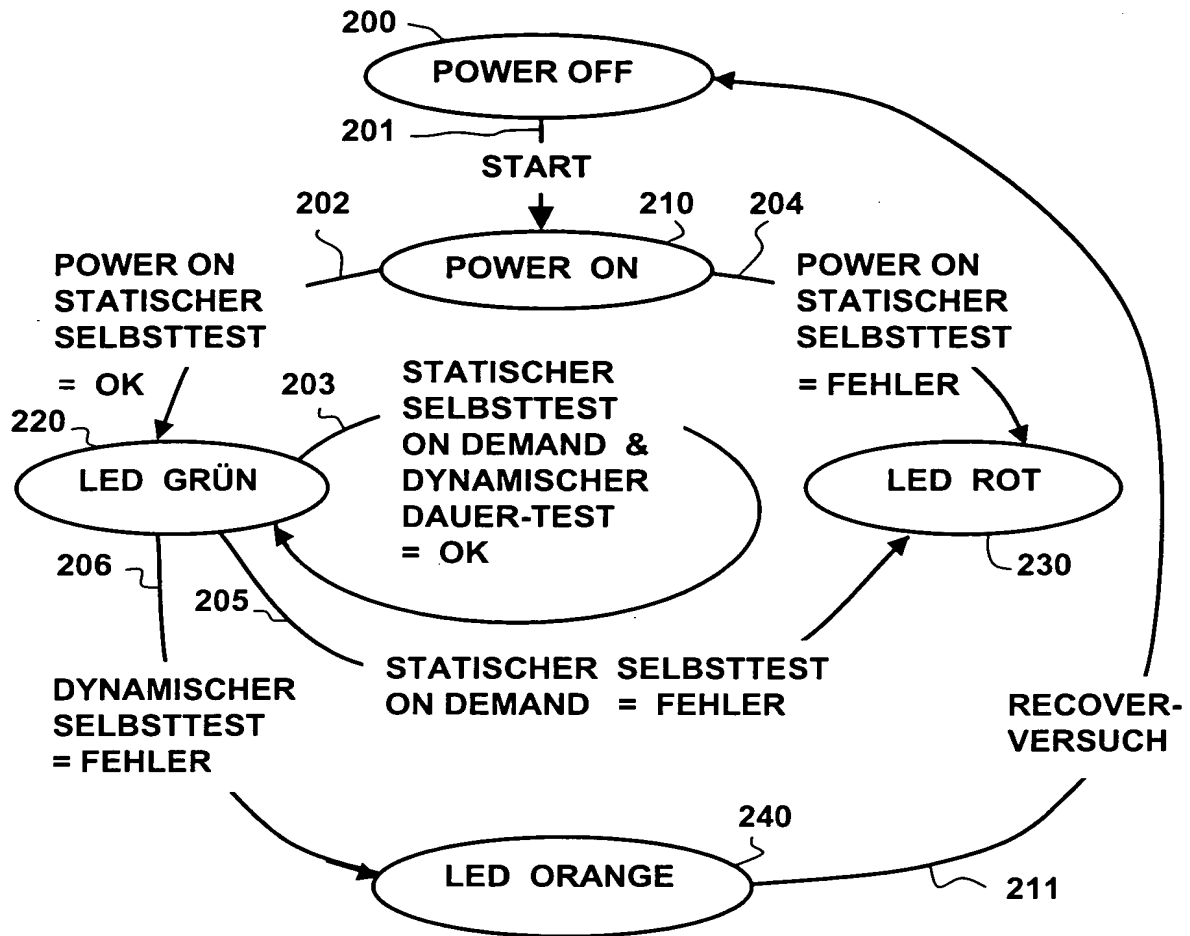 200
POWER OFF
201
START
202
210
204
POWER ON
STATISCHER
SELBSTTEST
= OK
POWER ON
POWER ON
STATISCHER
SELBSTTEST
= FEHLER
203
STATISCHER
SELBSTTEST
ON DEMAND &
DYNAMISCHER
DAUER-TEST
= OK
220
LED GRÜN
LED ROT
230
206
205
STATISCHER SELBSTTEST
ON DEMAND = FEHLER
DYNAMISCHER
SELBSTTEST
= FEHLER
RECOVER-
VERSUCH
240
LED ORANGE
211